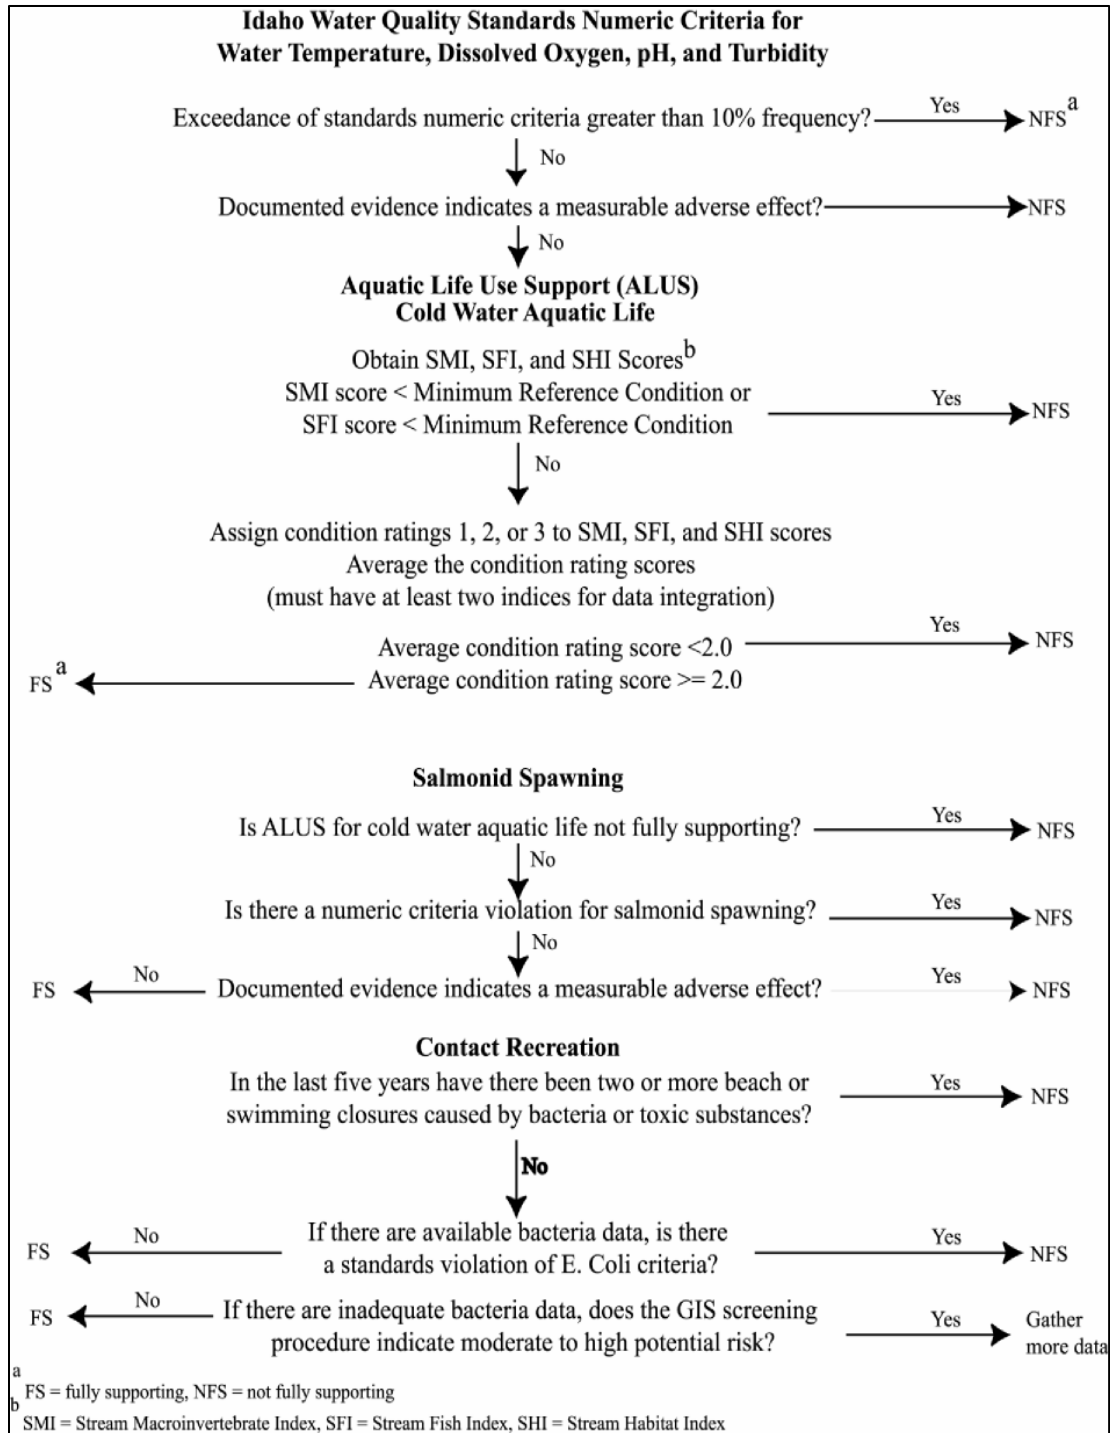 Idaho Water Quality Standards Numeric Criteria for
Water Temperature, Dissolved Oxygen, pH, and Turbidity
Exceedance of standards numeric criteria greater than 10% frequency? Yes NFS a
No
Documented evidence indicates a measurable adverse effect? NFS
No
Aquatic Life Use Support (ALUS)
Cold Water Aquatic Life
Obtain SMI, SFI, and SHI Scores b
SMI score < Minimum Reference Condition or
SFI score < Minimum Reference Condition
Yes NFS
No
Assign condition ratings 1, 2, or 3 to SMI, SFI, and SHI scores
Average the condition rating scores
(must have at least two indices for data integration)
Average condition rating score <2.0 Yes NFS
FS a Average condition rating score >= 2.0
Salmonid Spawning
Is ALUS for cold water aquatic life not fully supporting? Yes NFS
No
Is there a numeric criteria violation for salmonid spawning? Yes NFS
No
FS No Documented evidence indicates a measurable adverse effect? Yes NFS
Contact Recreation
In the last five years have there been two or more beach or
swimming closures caused by bacteria or toxic substances?
Yes NFS
No
FS No If there are available bacteria data, is there
a standards violation of E. Coli criteria?
Yes NFS
FS No If there are inadequate bacteria data, does the GIS screening
procedure indicate moderate to high potential risk?
Yes Gather
more data
a FS = fully supporting, NFS = not fully supporting
b SMI = Stream Macroinvertebrate Index, SFI = Stream Fish Index, SHI = Stream Habitat Index